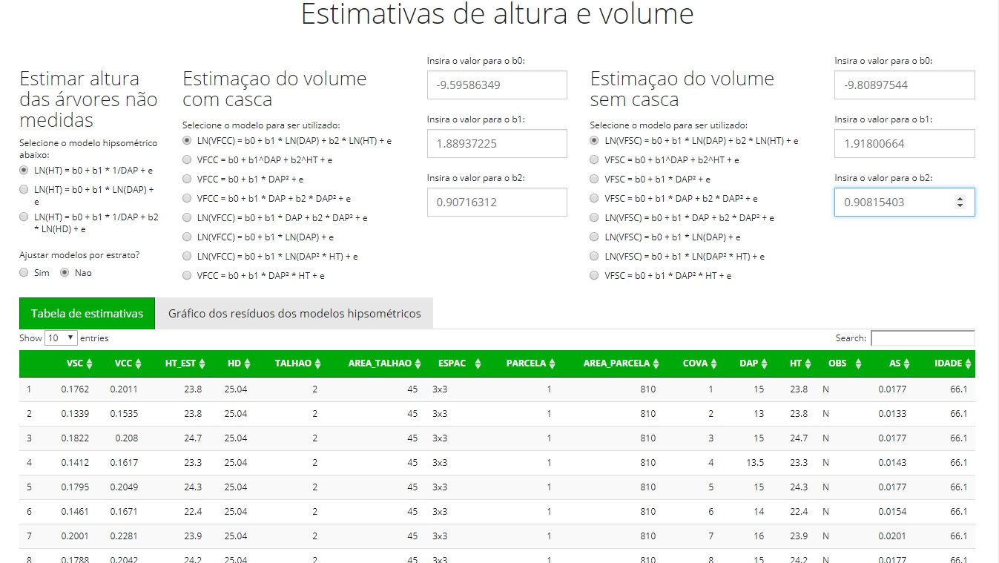 Estimativas de altura e volume
Estimar altura
das árvores não
medidas
Selecione o modelo hipsométrico
abaixo:
LN(HT) = b0 + b1 * 1/DAP + e
LN(HT) = b0 + b1 * LN(DAP) +
e
LN(HT) = b0 + b1 * 1/DAP + b2
* LN(HD) + e
Ajustar modelos por estrato?
Sim Nao
Estimaçao do volume
com casca
Selecione o modelo para ser utilizado:
LN(VFCC) = b0 + b1 * LN(DAP) + b2 * LN(HT) + e
VFCC = b0 + b1^DAP + b2^HT + e
VFCC = b0 + b1 * DAP² + e
VFCC = b0 + b1 * DAP + b2 * DAP² + e
LN(VFCC) = b0 + b1 * DAP + b2 * DAP² + e
LN(VFCC) = b0 + b1 * LN(DAP) + e
LN(VFCC) = b0 + b1 * LN(DAP² * HT) + e
VFCC = b0 + b1 * DAP² * HT + e
Insira o valor para o b0:
-9.59586349
Insira o valor para o b1:
1.88937225
Insira o valor para o b2:
0.90716312
Estimaçao do volume
sem casca
Selecione o modelo para ser utilizado:
LN(VFSC) = b0 + b1 * LN(DAP) + b2 * LN(HT) + e
VFSC = b0 + b1^DAP + b2^HT + e
VFSC = b0 + b1 * DAP² + e
VFSC = b0 + b1 * DAP + b2 * DAP² + e
LN(VFSC) = b0 + b1 * DAP + b2 * DAP² + e
LN(VFSC) = b0 + b1 * LN(DAP) + e
LN(VFSC) = b0 + b1 * LN(DAP² * HT) + e
VFSC = b0 + b1 * DAP² * HT + e
Insira o valor para o b0:
-9.80897544
Insira o valor para o b1:
1.91800664
Insira o valor para o b2:
0.90815403
Tabela de estimativas Gráfico dos resíduos dos modelos hipsométricos
Show 10 entries Search:
VSC VCC HT_EST HD TALHAO AREA_TALHAO ESPAC PARCELA AREA_PARCELA COVA DAP HT OBS AS IDADE
1 0.1762 0.2011 23.8 25.04 2 45 3x3 1 810 1 15 23.8 N 0.0177 66.1
2 0.1339 0.1535 23.8 25.04 2 45 3x3 1 810 2 13 23.8 N 0.0133 66.1
3 0.1822 0.208 24.7 25.04 2 45 3x3 1 810 3 15 24.7 N 0.0177 66.1
4 0.1412 0.1617 23.3 25.04 2 45 3x3 1 810 4 13.5 23.3 N 0.0143 66.1
5 0.1795 0.2049 24.3 25.04 2 45 3x3 1 810 5 15 24.3 N 0.0177 66.1
6 0.1461 0.1671 22.4 25.04 2 45 3x3 1 810 6 14 22.4 N 0.0154 66.1
7 0.2001 0.2281 23.9 25.04 2 45 3x3 1 810 7 16 23.9 N 0.0201 66.1
8 0.1788 0.2042 24.2 25.04 2 45 3x3 1 810 8 15 24.2 N 0.0177 66.1